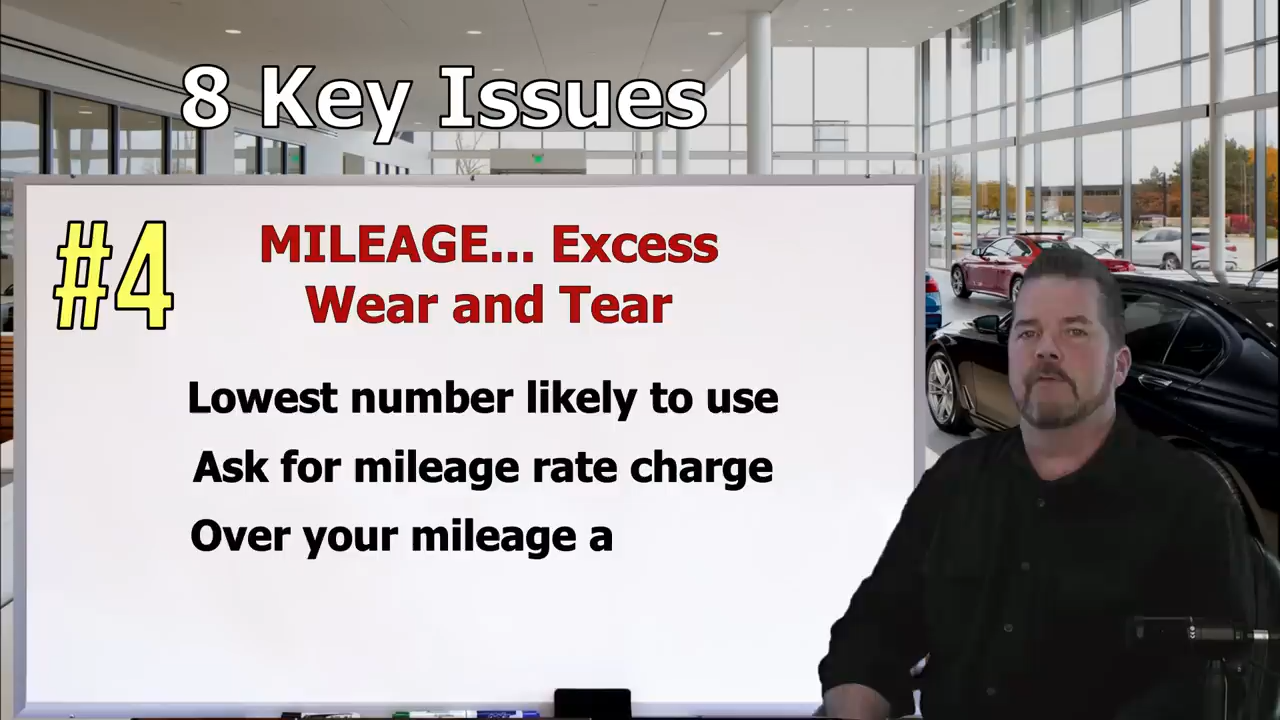 8 Key Issues
#4
MILEAGE... Excess
Wear and Tear
Lowest number likely to use
Ask for mileage rate charge
Over your mileage a